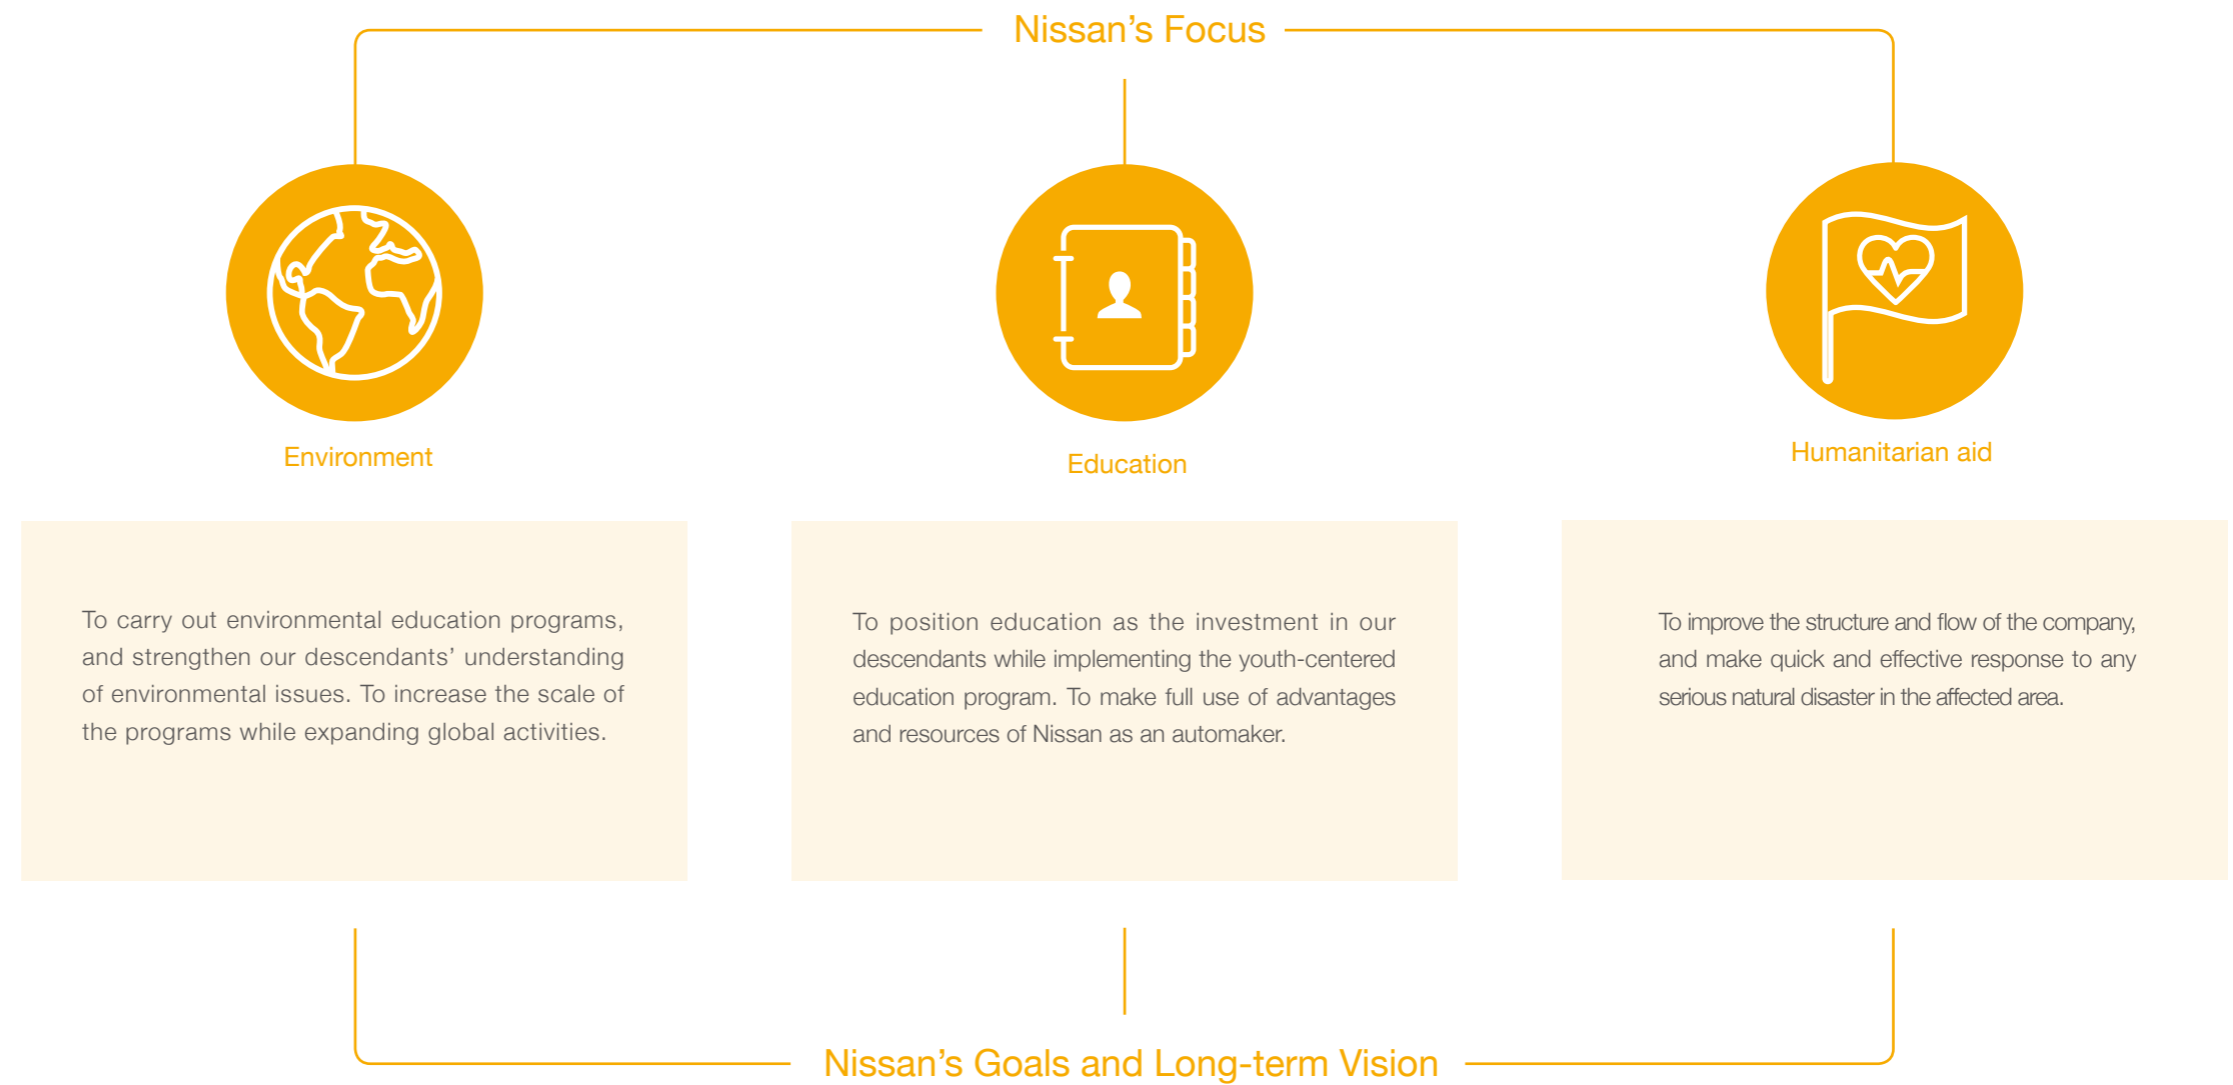 Nissan's Focus
Environment
Education
Humanitarian aid
To carry out environmental education programs,
and strengthen our descendants' understanding
of environmental issues. To increase the scale of
the programs while expanding global activities.
To position education as the investment in our
descendants while implementing the youth-centered
education program. To make full use of advantages
and resources of Nissan as an automaker.
To improve the structure and flow of the company,
and make quick and effective response to any
serious natural disaster in the affected area.
Nissan's Goals and Long-term Vision